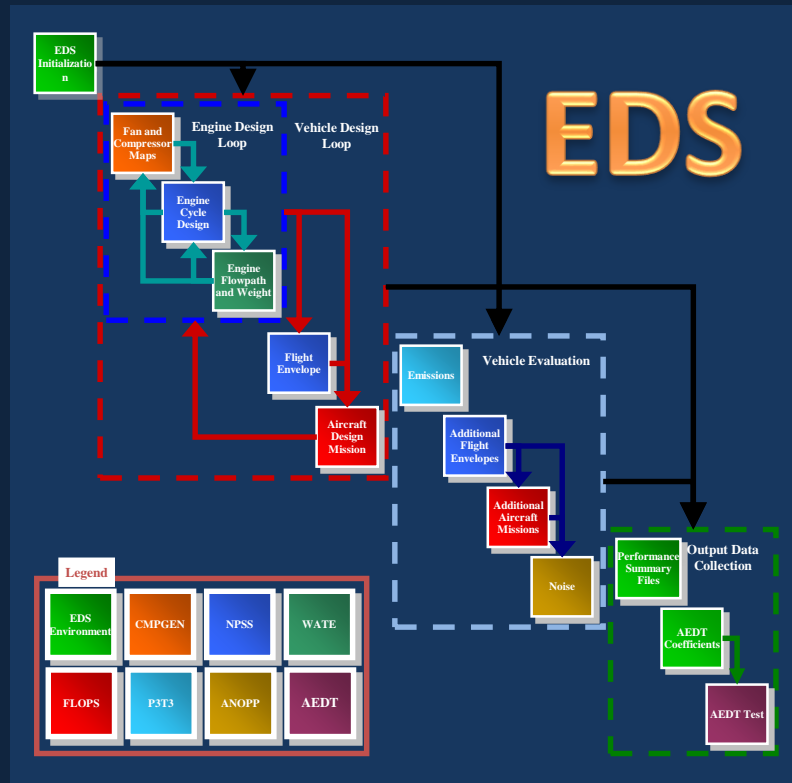 EDS
EDS
Initializatio
n
Engine Design
Loop
Vehicle Design
Loop
Fan and
Compressor
Maps
Engine
Cycle
Design
Engine
Flowpath
and Weight
Flight
Envelope
Aircraft
Design
Mission
Vehicle Evaluation
Emissions
Additional
Flight
Envelopes
Additional
Aircraft
Missions
Noise
Output Data
Collection
Performance
Summary
Files
AEDT
Coefficients
AEDT Test
Legend
EDS
Environment
CMPGEN
NPSS
WATE
FLOPS
P3T3
ANOPP
AEDT